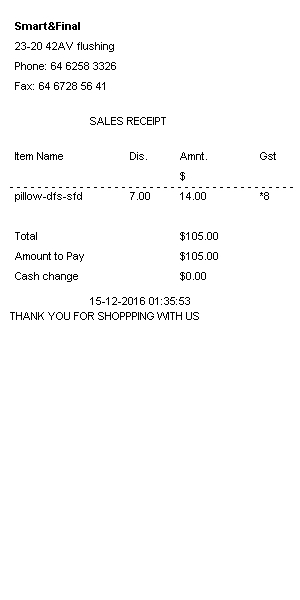 Smart&Final
23-20 42AV flushing
Phone: 64 6258 3326
Fax: 64 6728 56 41
SALES RECEIPT
Item Name Dis. Amnt. Gst
$
pillow-dfs-sfd 7.00 14.00 *8
Total $105.00
Amount to Pay $105.00
Cash change $0.00
15-12-2016 01:35:53
THANK YOU FOR SHOPPPING WITH US